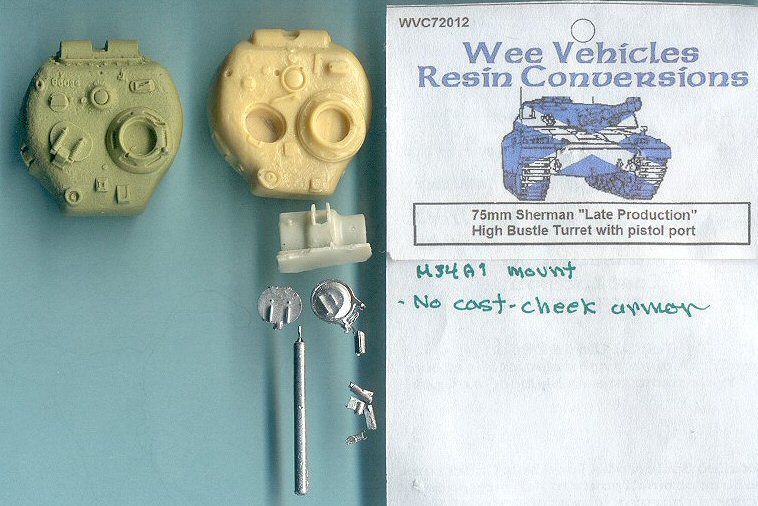 WVC72012
Wee Vehicles
Resin Conversions
75mm Sherman "Late Production"
High Bustle Turret with pistol port
M34A1 mount
- No cast-cheek armor